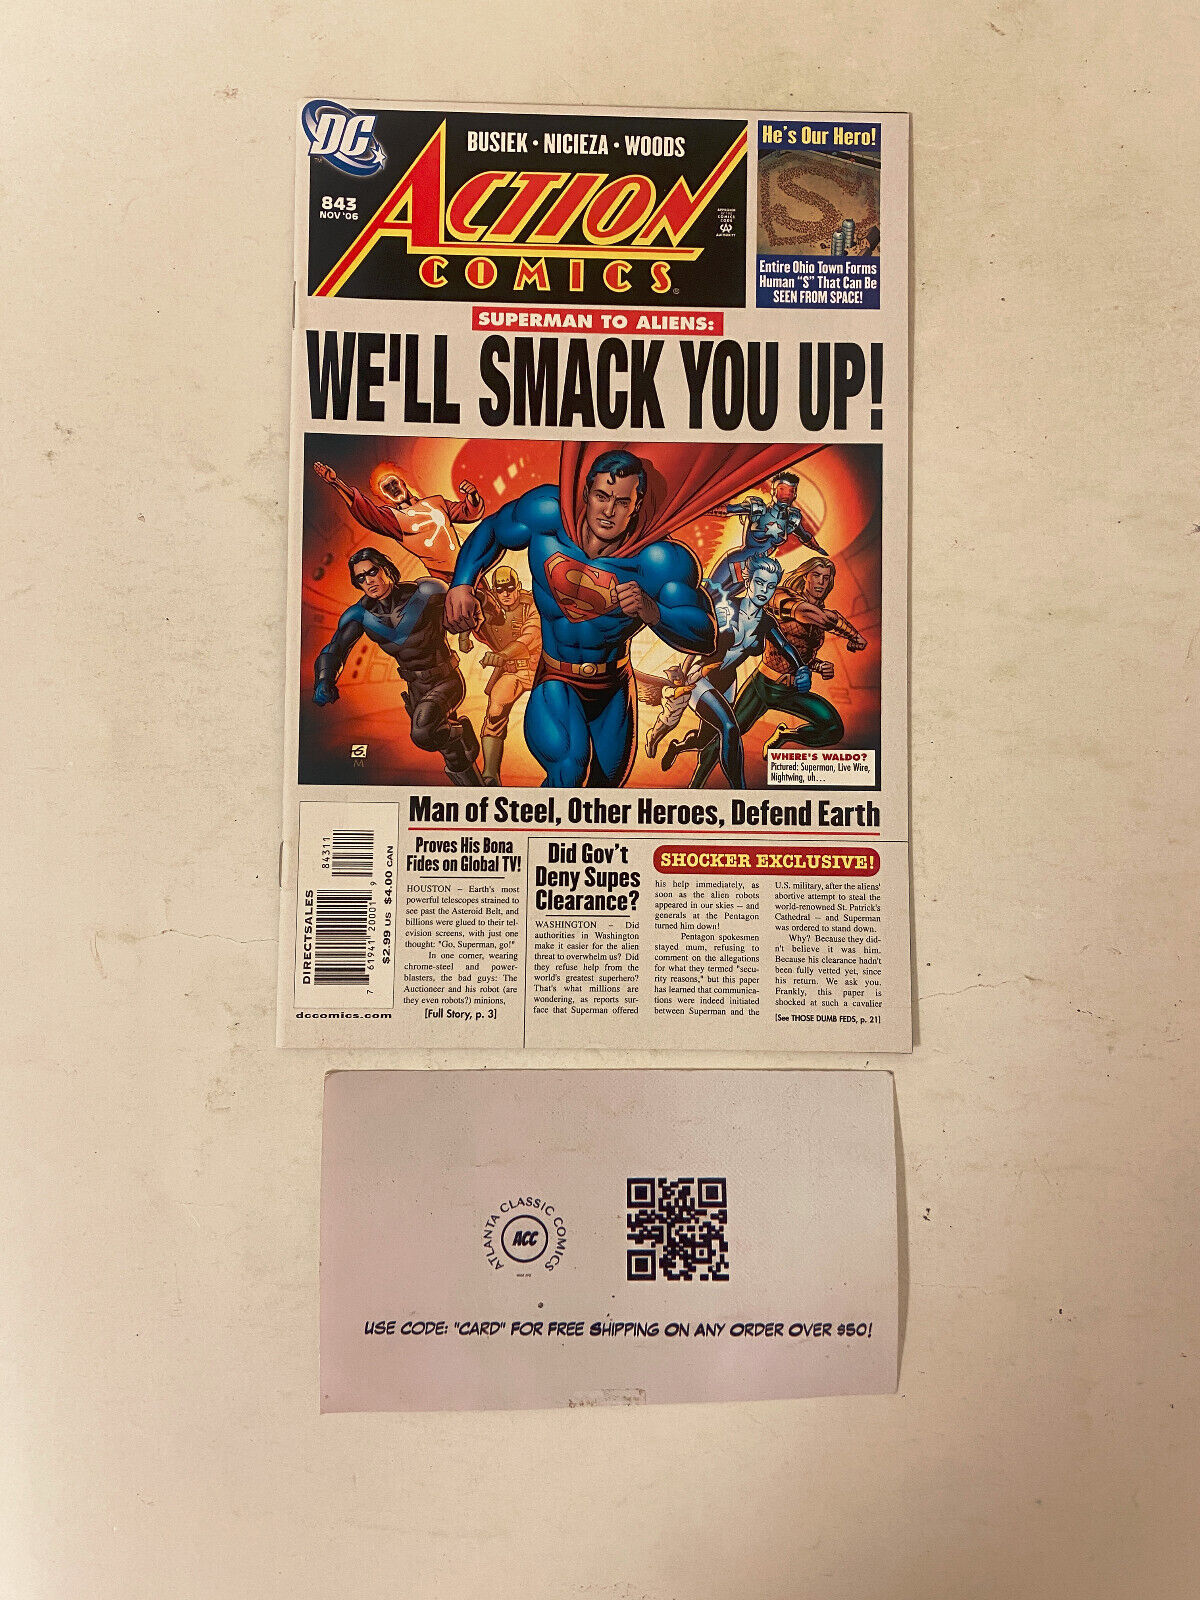 DC
BUSIEK • NICIEZA • WOODS
843
NOV '06
ACTION
COMICS
APPROVED
BY THE
COMICS
CODE
AUTHORITY
He's Our Hero!
Entire Ohio Town Forms
Human "S" That Can Be
SEEN FROM SPACE!
SUPERMAN TO ALIENS:
WE'LL SMACK YOU UP!
WHERE'S WALDO?
Pictured: Superman, Live Wire,
Nightwing, uh...
Man of Steel, Other Heroes, Defend Earth
DIRECT SALES
84311
7 61941 20001 9
$2.99 US $4.00 CAN
dccomics.com
Proves His Bona
Fides on Global TV!
HOUSTON – Earth's most
powerful telescopes strained to
see past the Asteroid Belt, and
billions were glued to their tel-
evision screens, with just one
thought: "Go, Superman, go!"
In one corner, wearing
chrome-steel and power-
blasters, the bad guys: The
Auctioneer and his robot (are
they even robots?) minions,
[Full Story, p. 3]
Did Gov't
Deny Supes
Clearance?
WASHINGTON – Did
authorities in Washington
make it easier for the alien
threat to overwhelm us? Did
they refuse help from the
world's greatest superhero?
That's what millions are
wondering, as reports sur-
face that Superman offered
SHOCKER EXCLUSIVE!
his help immediately, as
soon as the alien robots
appeared in our skies – and
generals at the Pentagon
turned him down!
Pentagon spokesmen
stayed mum, refusing to
comment on the allegations
for what they termed "secu-
rity reasons," but this paper
has learned that communica-
tions were indeed initiated
between Superman and the
U.S. military, after the aliens'
abortive attempt to steal the
world-renowned St. Patrick's
Cathedral – and Superman
was ordered to stand down.
Why? Because they did-
n't believe it was him.
Because his clearance hadn't
been fully vetted yet, since
his return. We ask you.
Frankly, this paper is
shocked at such a cavalier
[See THOSE DUMB FEDS, p. 21]
ATLANTA CLASSIC COMICS
ACC
USE CODE: "CARD" FOR FREE SHIPPING ON ANY ORDER OVER $50!